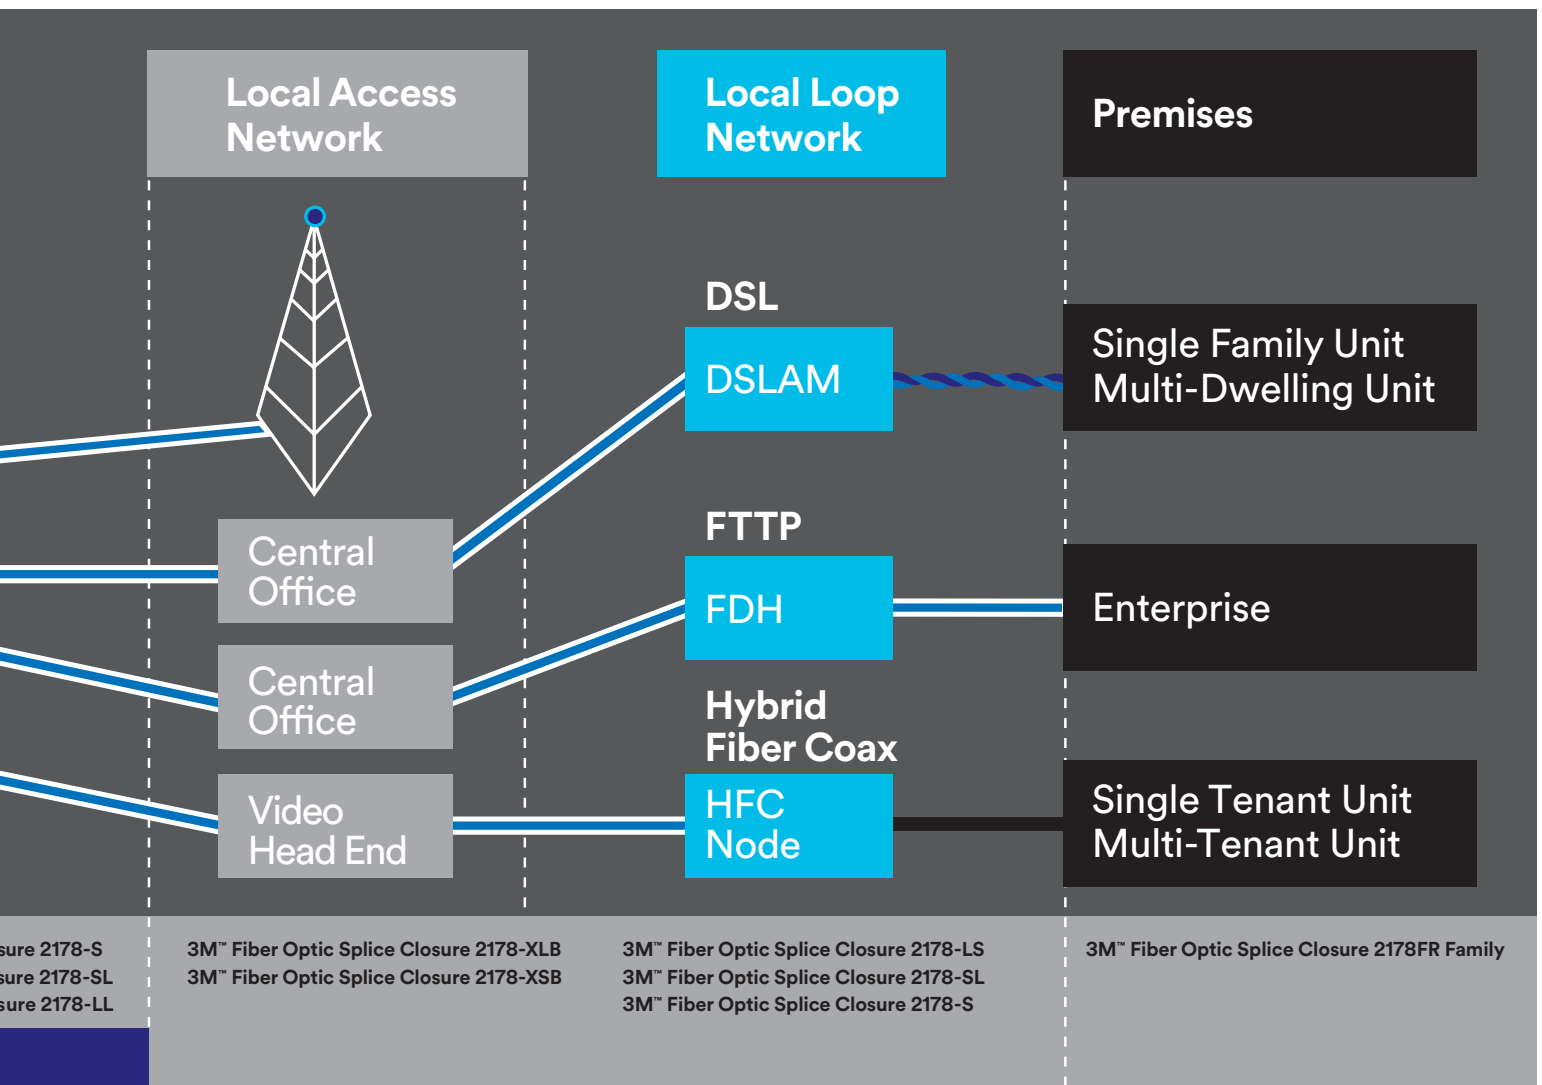 Local Access
Network
Local Loop
Network
Premises
DSL
DSLAM
Single Family Unit
Multi-Dwelling Unit
Central
Office
FTTP
FDH
Enterprise
Central
Office
Hybrid
Fiber Coax
Video
Head End
HFC
Node
Single Tenant Unit
Multi-Tenant Unit
sure 2178-S
sure 2178-SL
sure 2178-LL
3M™ Fiber Optic Splice Closure 2178-XLB
3M™ Fiber Optic Splice Closure 2178-XSB
3M™ Fiber Optic Splice Closure 2178-LS
3M™ Fiber Optic Splice Closure 2178-SL
3M™ Fiber Optic Splice Closure 2178-S
3M™ Fiber Optic Splice Closure 2178FR Family